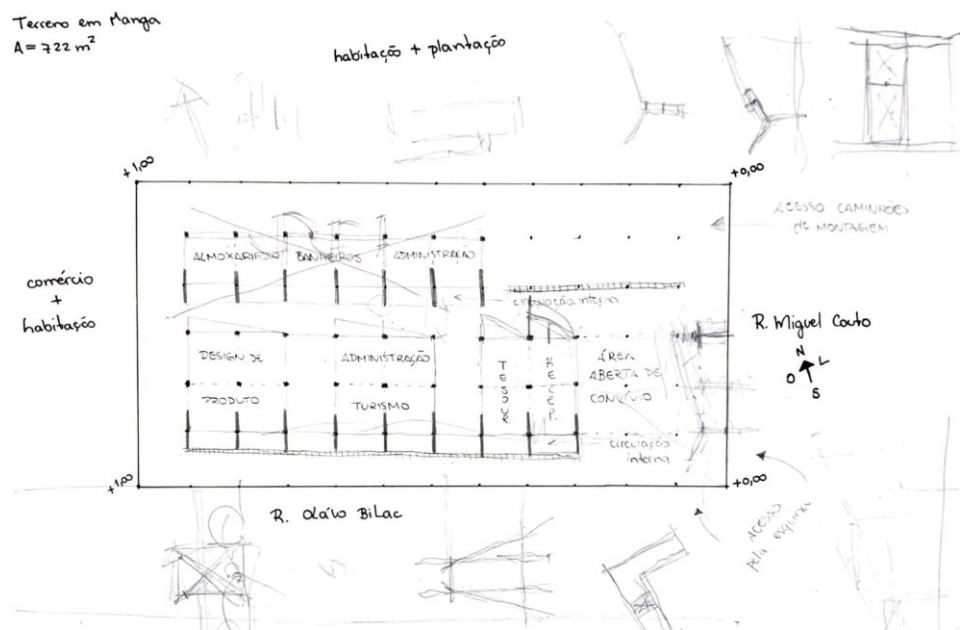 Terreno em Manga
A = 722 m²
habitação + plantação
+1,00
+0,00
ACESSO CAMINHÕES
de MONTAGEM
ALMOXARIFADO
BANHEIROS
ADMINISTRAÇÃO
comércio
+
habitação
circulação interna
R. Miguel Couto
N
L
O
S
DESIGN DE
PRODUTO
ADMINISTRAÇÃO
TURISMO
RECEP.
ÁREA
ABERTA DE
CONVÍVIO
circulação
interna
+1,00
+0,00
R. Olavo Bilac
ACESSO
pela esquina